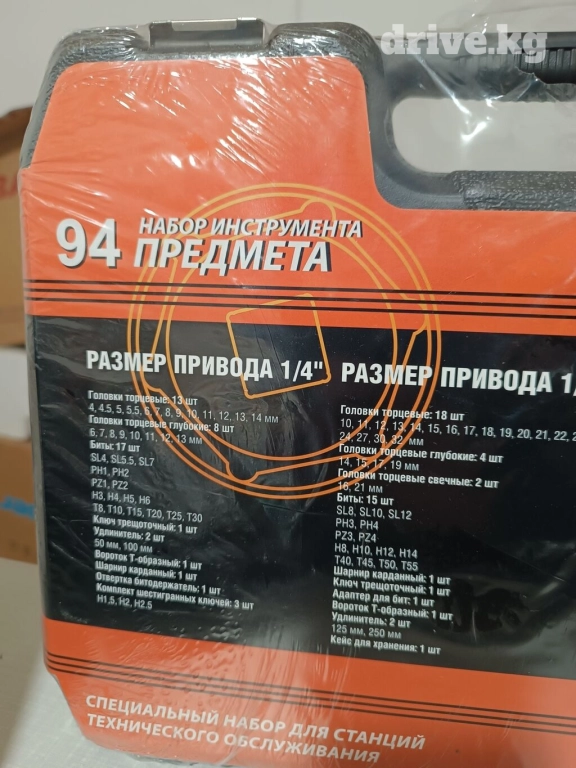 drive.kg
НАБОР ИНСТРУМЕНТА
94 ПРЕДМЕТА
РАЗМЕР ПРИВОДА 1/4"
Головки торцевые: 13 шт
4, 4.5, 5, 5.5, 6, 7, 8, 9, 10, 11, 12, 13, 14 мм
Головки торцевые глубокие: 8 шт
6, 7, 8, 9, 10, 11, 12, 13 мм
Биты: 17 шт
SL4, SL5.5, SL7
PH1, PH2
PZ1, PZ2
H3, H4, H5, H6
T8, T10, T15, T20, T25, T30
Ключ трещоточный: 1 шт
Удлинитель: 2 шт
50 мм, 100 мм
Вороток Т-образный: 1 шт
Шарнир карданный: 1 шт
Отвертка битодержатель: 1 шт
Комплект шестигранных ключей: 3 шт
H1.5, H2, H2.5
РАЗМЕР ПРИВОДА 1/
Головки торцевые: 18 шт
10, 11, 12, 13, 14, 15, 16, 17, 18, 19, 20, 21, 22, 2
24, 27, 30, 32 мм
Головки торцевые глубокие: 4 шт
14, 15, 17, 19 мм
Головки торцевые свечные: 2 шт
16, 21 мм
Биты: 15 шт
SL8, SL10, SL12
PH3, PH4
PZ3, PZ4
H8, H10, H12, H14
T40, T45, T50, T55
Шарнир карданный: 1 шт
Ключ трещоточный: 1 шт
Адаптер для бит: 1 шт
Вороток Т-образный: 1 шт
Удлинитель: 2 шт
125 мм, 250 мм
Кейс для хранения: 1 шт
СПЕЦИАЛЬНЫЙ НАБОР ДЛЯ СТАНЦИЙ
ТЕХНИЧЕСКОГО ОБСЛУЖИВАНИЯ